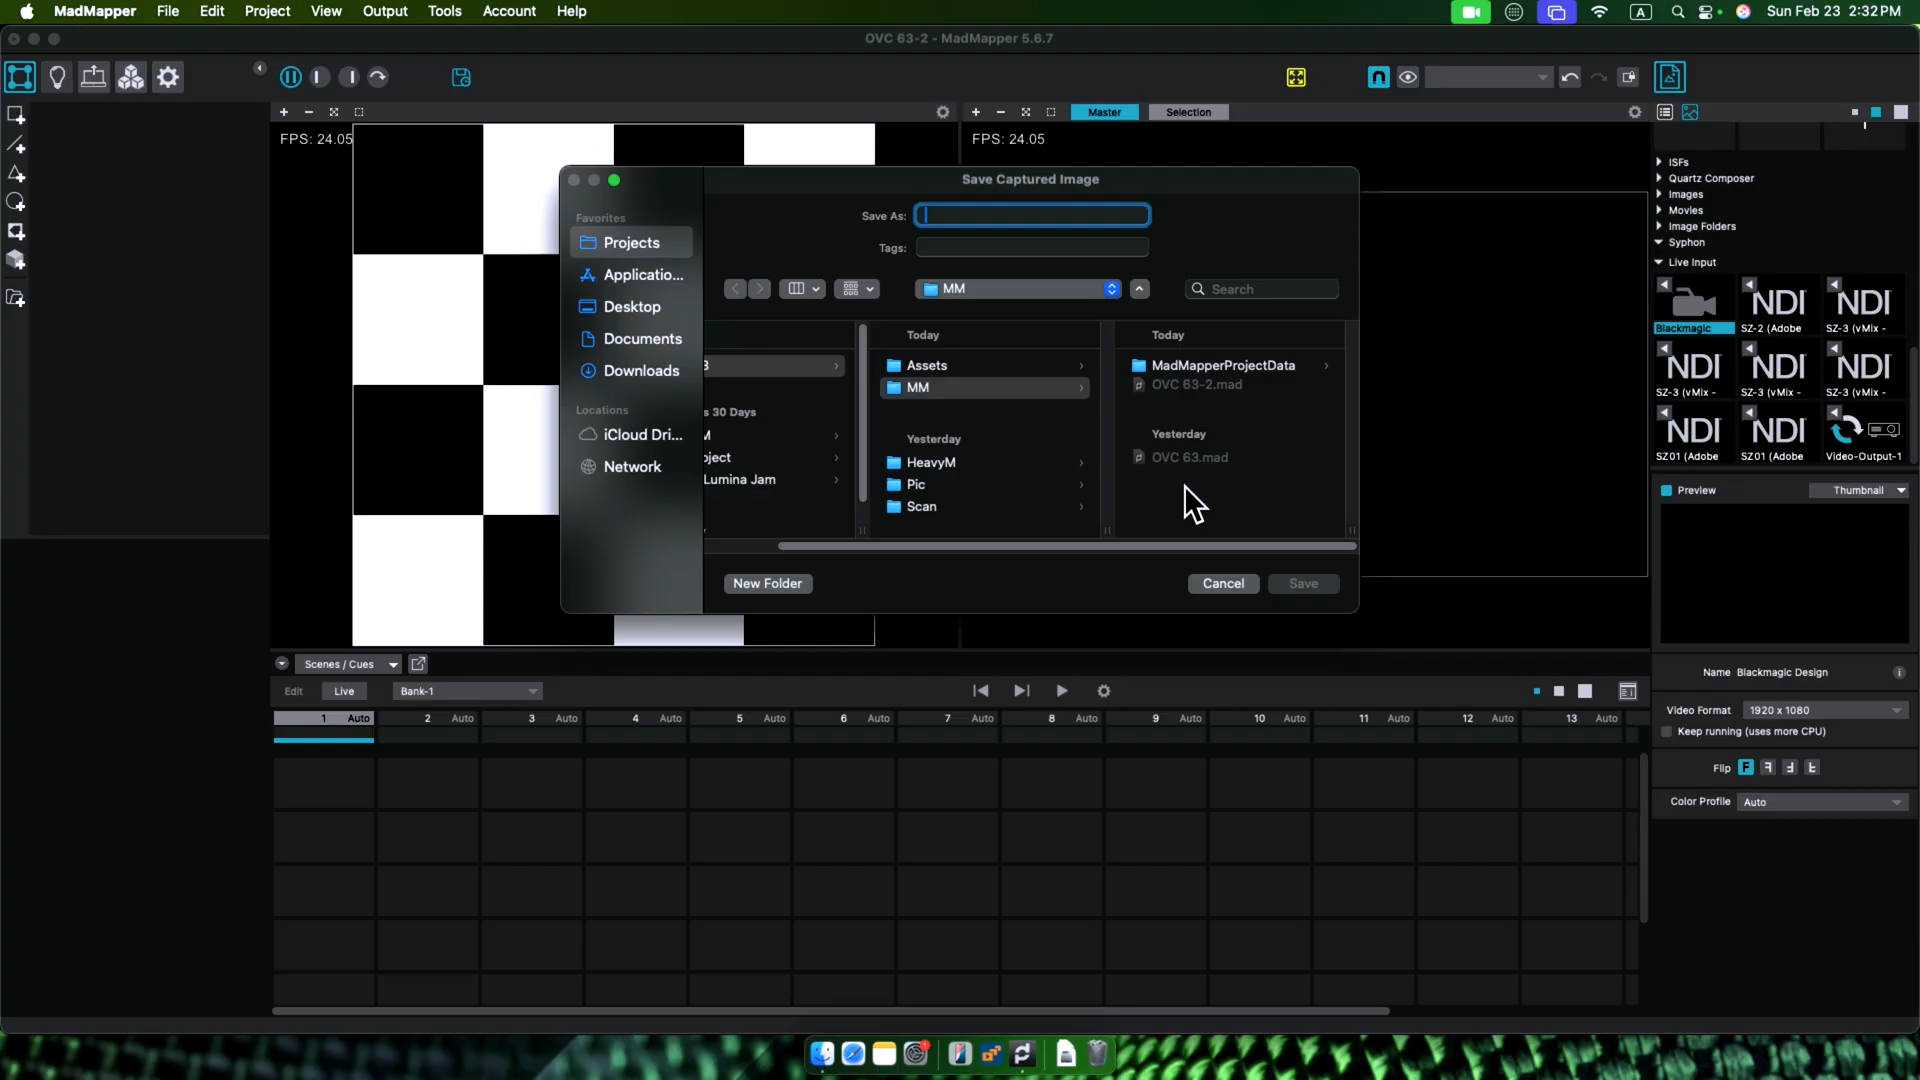 MadMapper File Edit Project View Output Tools Account Help
A Sun Feb 23 2:32 PM
OVC 63-2 - MadMapper 5.6.7
Master Selection
FPS: 24.05
FPS: 24.05
Save Captured Image
Save As:
Tags:
Favorites
Projects
Applicatio...
Desktop
Documents
Downloads
Locations
iCloud Dri...
Network
MM
Search
3
s 30 Days
M
oject
Lumina Jam
Today
Assets
MM
Yesterday
HeavyM
Pic
Scan
Today
MadMapperProjectData
OVC 63-2.mad
Yesterday
OVC 63.mad
New Folder
Cancel
Save
ISFs
Quartz Composer
Images
Movies
Image Folders
Syphon
Live Input
NDI NDI
Blackmagic SZ-2 (Adobe SZ-3 (vMix -
NDI NDI NDI
SZ-3 (vMix - SZ-3 (vMix - SZ-3 (vMix -
NDI NDI
SZ01 (Adobe SZ01 (Adobe Video-Output-1
Preview Thumbnail
Name Blackmagic Design
Video Format 1920 x 1080
Keep running (uses more CPU)
Flip
Color Profile Auto
Scenes / Cues
Edit Live Bank-1
1 Auto 2 Auto 3 Auto 4 Auto 5 Auto 6 Auto 7 Auto 8 Auto 9 Auto 10 Auto 11 Auto 12 Auto 13 Auto